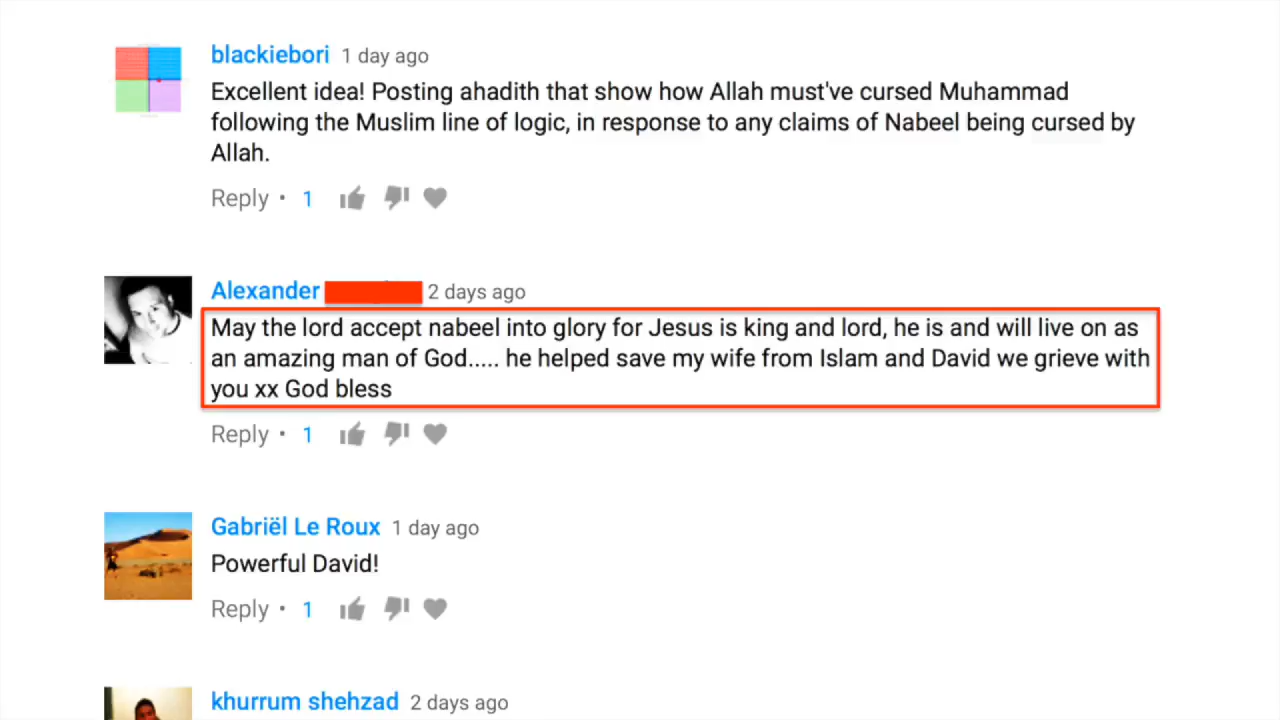 blackiebori 1 day ago
Excellent idea! Posting ahadith that show how Allah must've cursed Muhammad
following the Muslim line of logic, in response to any claims of Nabeel being cursed by
Allah.
Reply • 1
Alexander 2 days ago
May the lord accept nabeel into glory for Jesus is king and lord, he is and will live on as
an amazing man of God..... he helped save my wife from Islam and David we grieve with
you xx God bless
Reply • 1
Gabriël Le Roux 1 day ago
Powerful David!
Reply • 1
khurrum shehzad 2 days ago